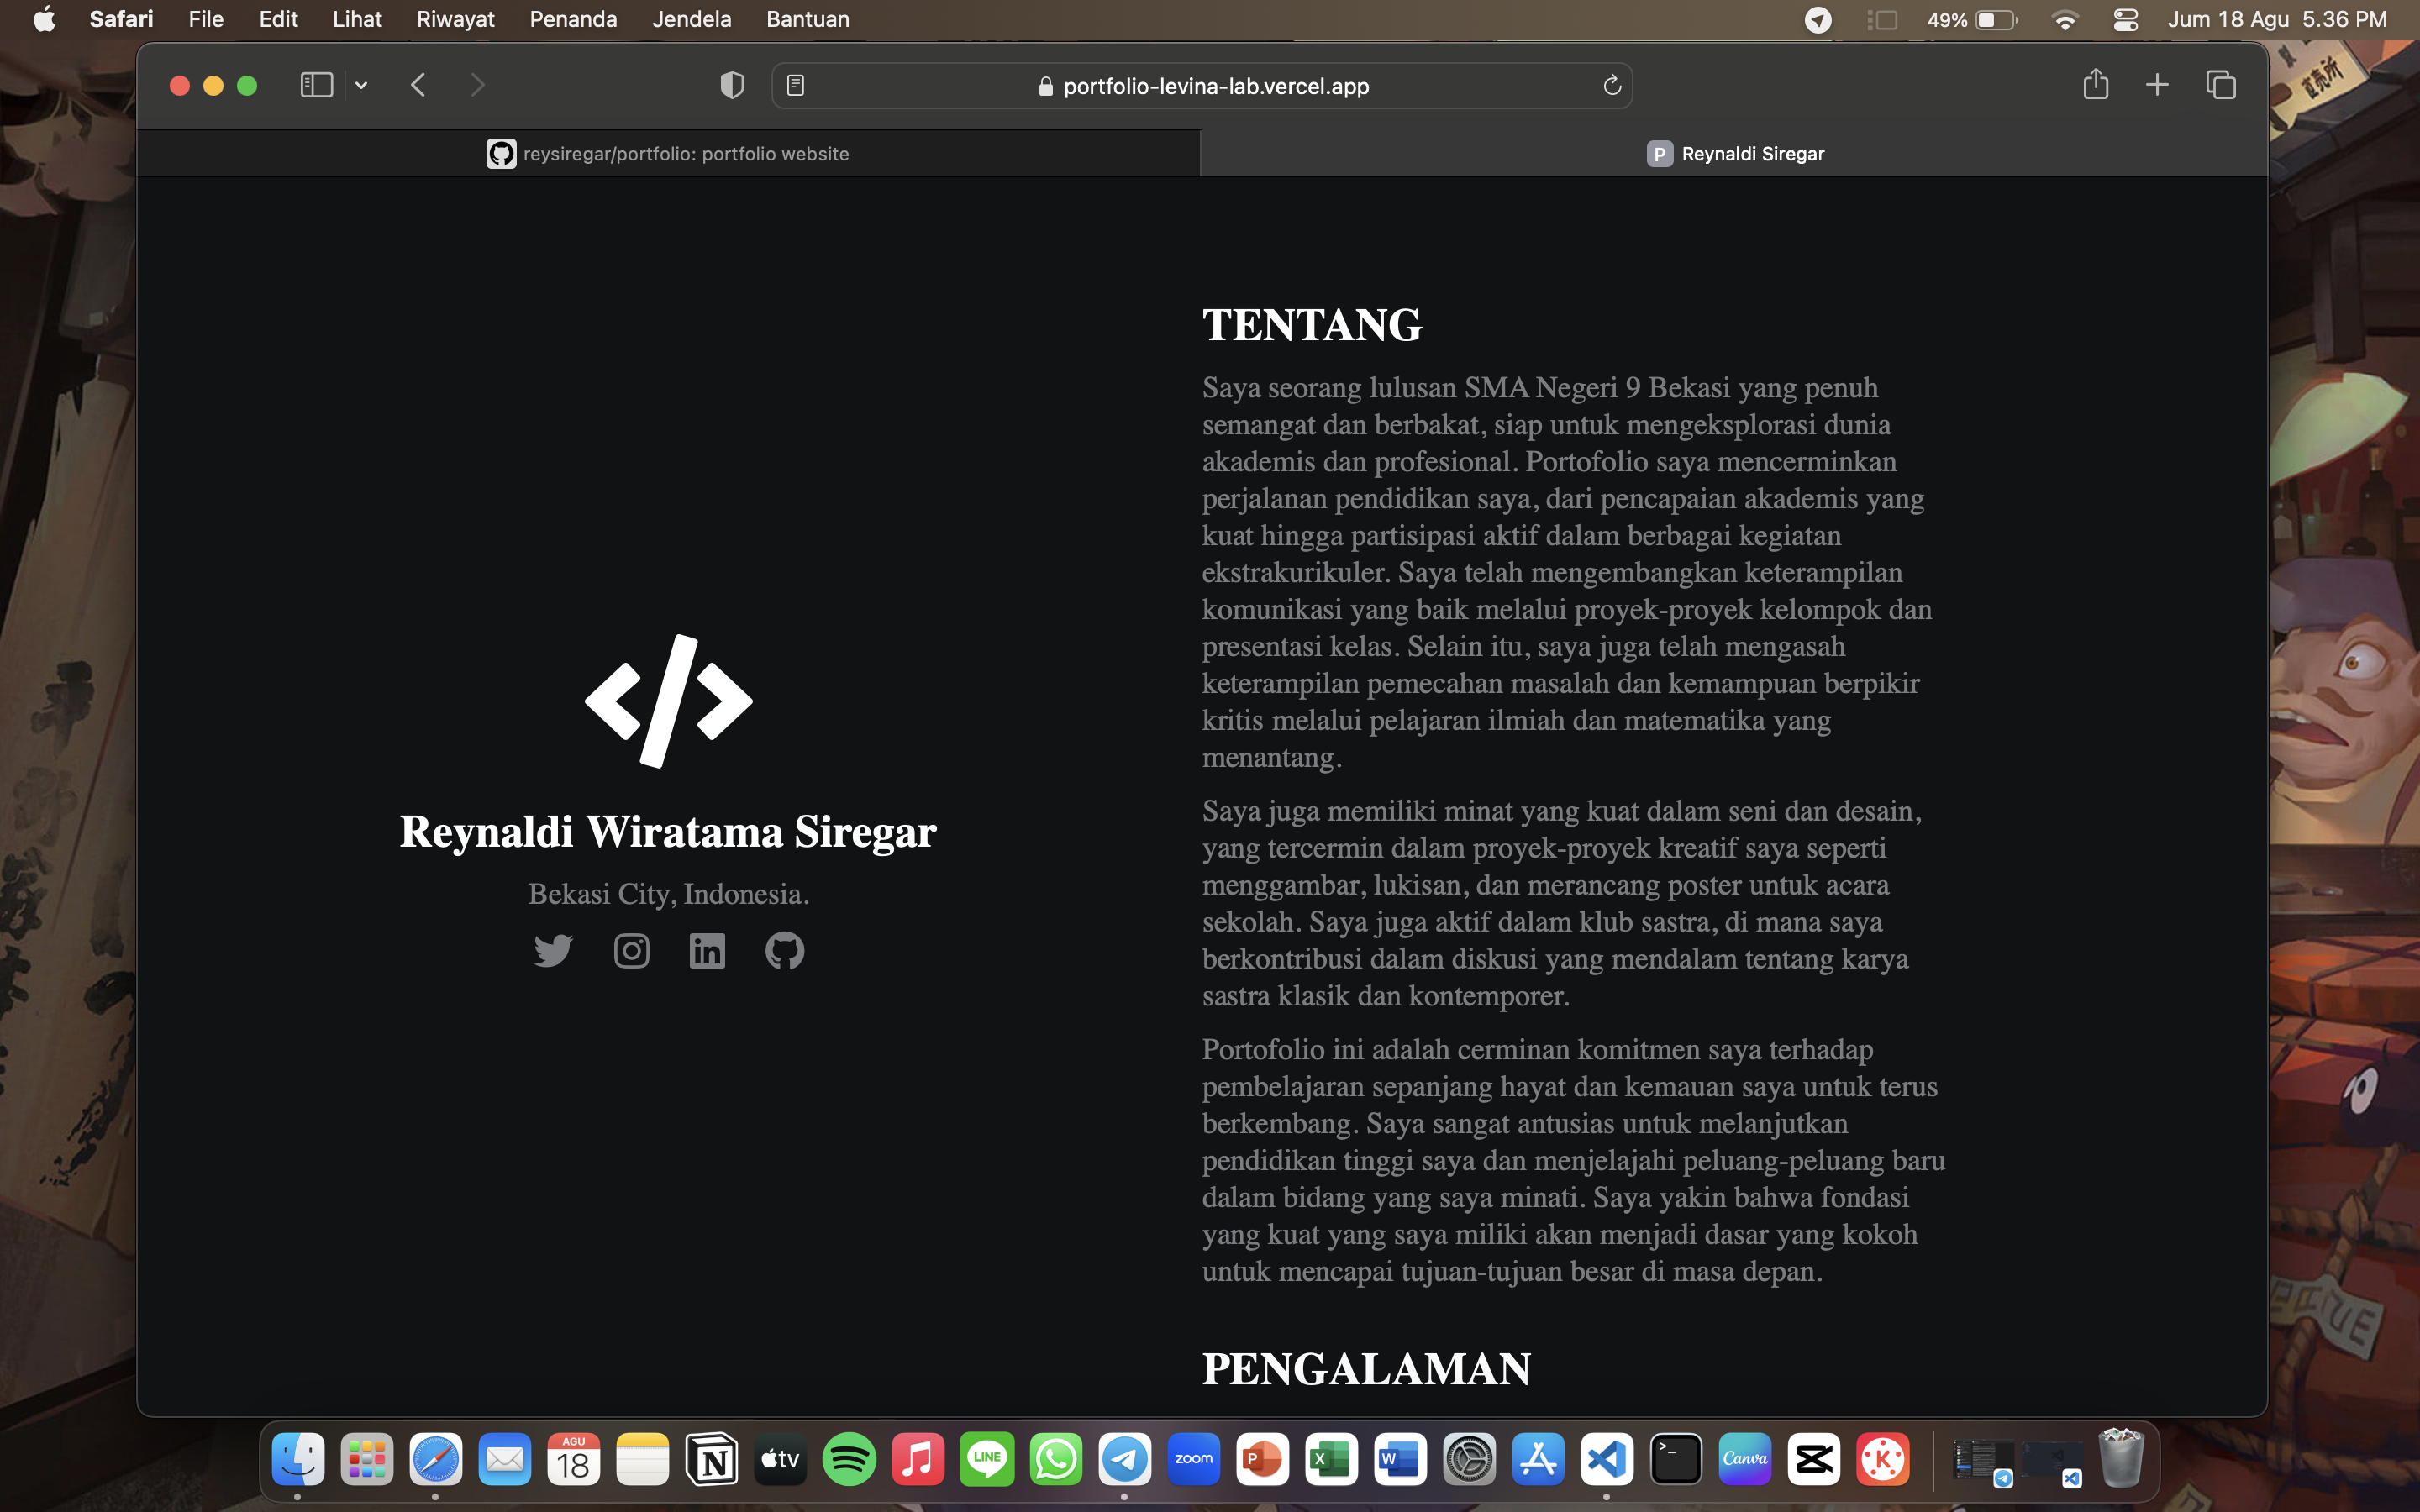 Safari File Edit Lihat Riwayat Penanda Jendela Bantuan 49% Jum 18 Agu 5.36 PM
portfolio-levina-lab.vercel.app
reysiregar/portfolio: portfolio website
P Reynaldi Siregar
直売所
TENTANG
Saya seorang lulusan SMA Negeri 9 Bekasi yang penuh
semangat dan berbakat, siap untuk mengeksplorasi dunia
akademis dan profesional. Portofolio saya mencerminkan
perjalanan pendidikan saya, dari pencapaian akademis yang
kuat hingga partisipasi aktif dalam berbagai kegiatan
ekstrakurikuler. Saya telah mengembangkan keterampilan
komunikasi yang baik melalui proyek-proyek kelompok dan
presentasi kelas. Selain itu, saya juga telah mengasah
keterampilan pemecahan masalah dan kemampuan berpikir
kritis melalui pelajaran ilmiah dan matematika yang
menantang.
Saya juga memiliki minat yang kuat dalam seni dan desain,
yang tercermin dalam proyek-proyek kreatif saya seperti
menggambar, lukisan, dan merancang poster untuk acara
sekolah. Saya juga aktif dalam klub sastra, di mana saya
berkontribusi dalam diskusi yang mendalam tentang karya
sastra klasik dan kontemporer.
Portofolio ini adalah cerminan komitmen saya terhadap
pembelajaran sepanjang hayat dan kemauan saya untuk terus
berkembang. Saya sangat antusias untuk melanjutkan
pendidikan tinggi saya dan menjelajahi peluang-peluang baru
dalam bidang yang saya minati. Saya yakin bahwa fondasi
yang kuat yang saya miliki akan menjadi dasar yang kokoh
untuk mencapai tujuan-tujuan besar di masa depan.
PENGALAMAN
</>
Reynaldi Wiratama Siregar
Bekasi City, Indonesia.
in
AGU
18
N
tv
LINE
zoom
P
X
W
>_
Canva
K